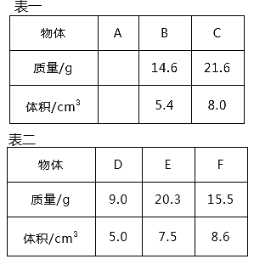 表一
物体 A B C
质量/g 14.6 21.6
体积/cm³ 5.4 8.0
表二
物体 D E F
质量/g 9.0 20.3 15.5
体积/cm³ 5.0 7.5 8.6